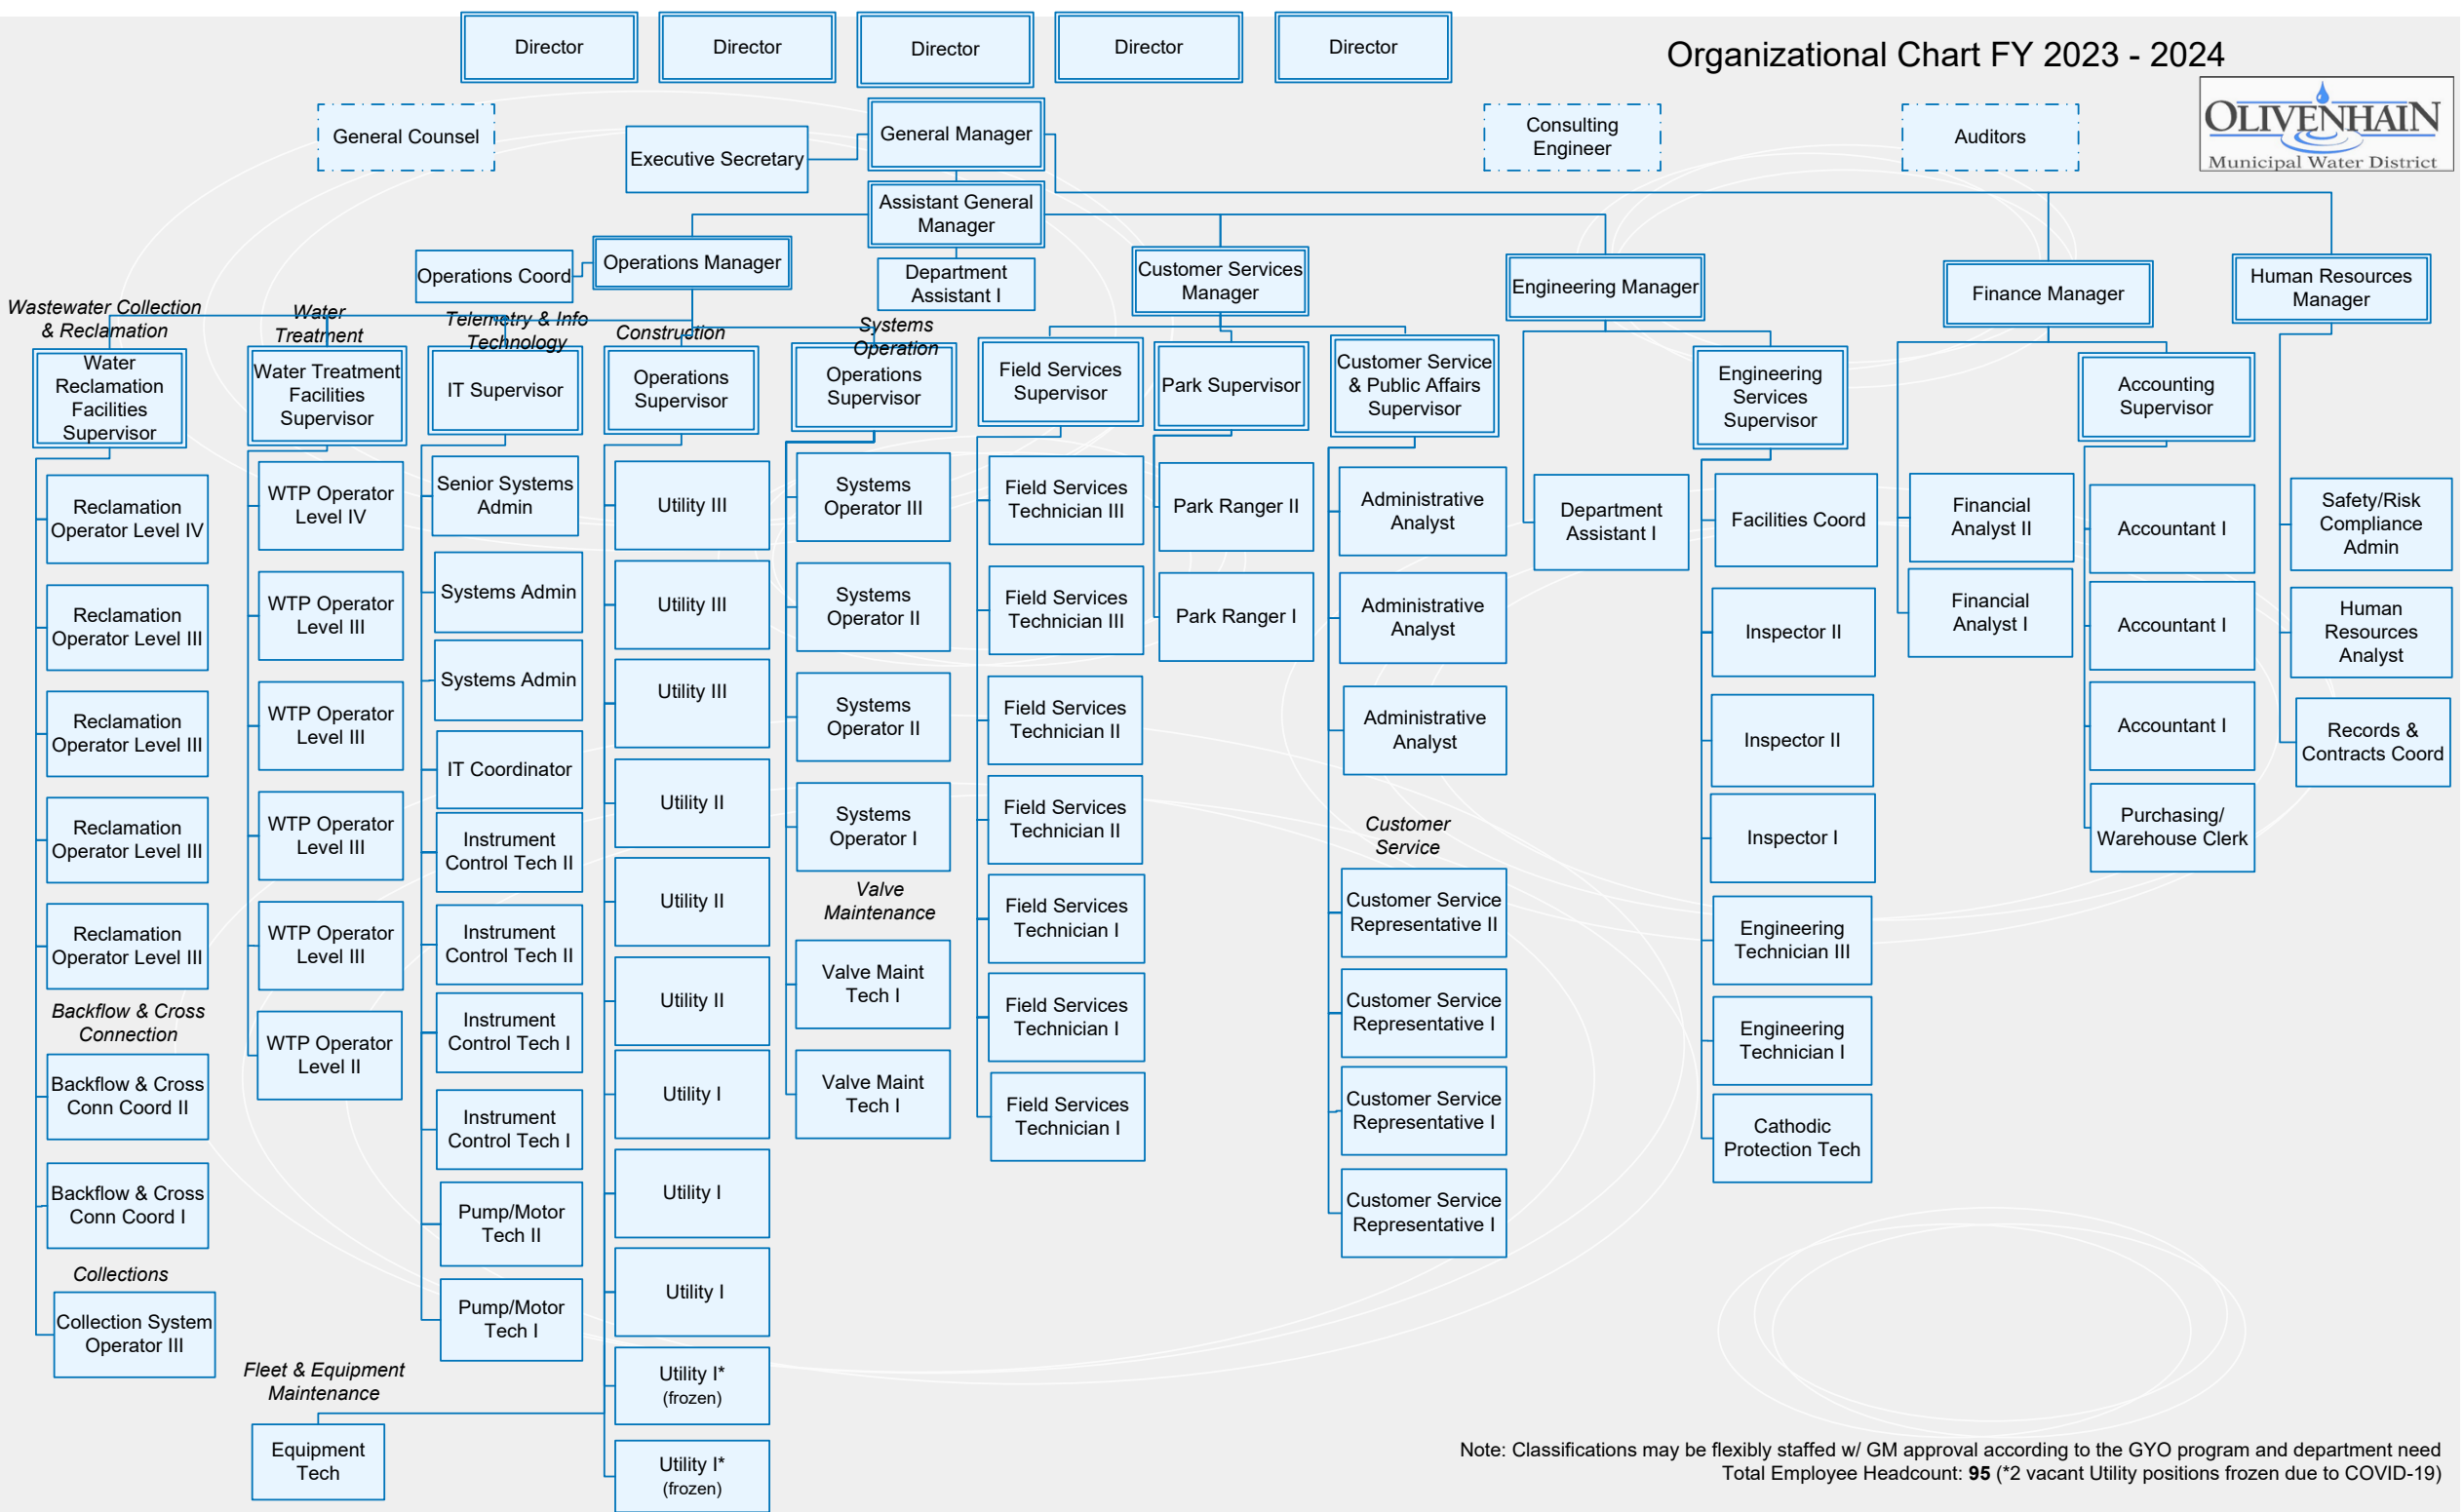 Director
Director
Director
Director
Director
Organizational Chart FY 2023 - 2024
OLIVENHAIN
Municipal Water District
General Counsel
Executive Secretary
General Manager
Consulting
Engineer
Auditors
Assistant General
Manager
Operations Coord
Operations Manager
Department
Assistant I
Customer Services
Manager
Engineering Manager
Finance Manager
Human Resources
Manager
Wastewater Collection
& Reclamation
Water
Reclamation
Facilities
Supervisor
Reclamation
Operator Level IV
Reclamation
Operator Level III
Reclamation
Operator Level III
Reclamation
Operator Level III
Reclamation
Operator Level III
Backflow & Cross
Connection
Backflow & Cross
Conn Coord II
Backflow & Cross
Conn Coord I
Collections
Collection System
Operator III
Water
Treatment
Water Treatment
Facilities
Supervisor
WTP Operator
Level IV
WTP Operator
Level III
WTP Operator
Level III
WTP Operator
Level III
WTP Operator
Level III
WTP Operator
Level II
Fleet & Equipment
Maintenance
Equipment
Tech
Telemetry & Info
Technology
IT Supervisor
Senior Systems
Admin
Systems Admin
Systems Admin
IT Coordinator
Instrument
Control Tech II
Instrument
Control Tech II
Instrument
Control Tech I
Instrument
Control Tech I
Pump/Motor
Tech II
Pump/Motor
Tech I
Construction
Operations
Supervisor
Utility III
Utility III
Utility III
Utility II
Utility II
Utility II
Utility I
Utility I
Utility I
Utility I*
(frozen)
Utility I*
(frozen)
Systems
Operation
Operations
Supervisor
Systems
Operator III
Systems
Operator II
Systems
Operator II
Systems
Operator I
Valve
Maintenance
Valve Maint
Tech I
Valve Maint
Tech I
Field Services
Supervisor
Field Services
Technician III
Field Services
Technician III
Field Services
Technician II
Field Services
Technician II
Field Services
Technician I
Field Services
Technician I
Field Services
Technician I
Park Supervisor
Park Ranger II
Park Ranger I
Customer Service
& Public Affairs
Supervisor
Administrative
Analyst
Administrative
Analyst
Administrative
Analyst
Customer
Service
Customer Service
Representative II
Customer Service
Representative I
Customer Service
Representative I
Customer Service
Representative I
Department
Assistant I
Engineering
Services
Supervisor
Facilities Coord
Inspector II
Inspector II
Inspector I
Engineering
Technician III
Engineering
Technician I
Cathodic
Protection Tech
Financial
Analyst II
Financial
Analyst I
Accounting
Supervisor
Accountant I
Accountant I
Accountant I
Purchasing/
Warehouse Clerk
Safety/Risk
Compliance
Admin
Human
Resources
Analyst
Records &
Contracts Coord
Note: Classifications may be flexibly staffed w/ GM approval according to the GYO program and department need
Total Employee Headcount: 95 (*2 vacant Utility positions frozen due to COVID-19)